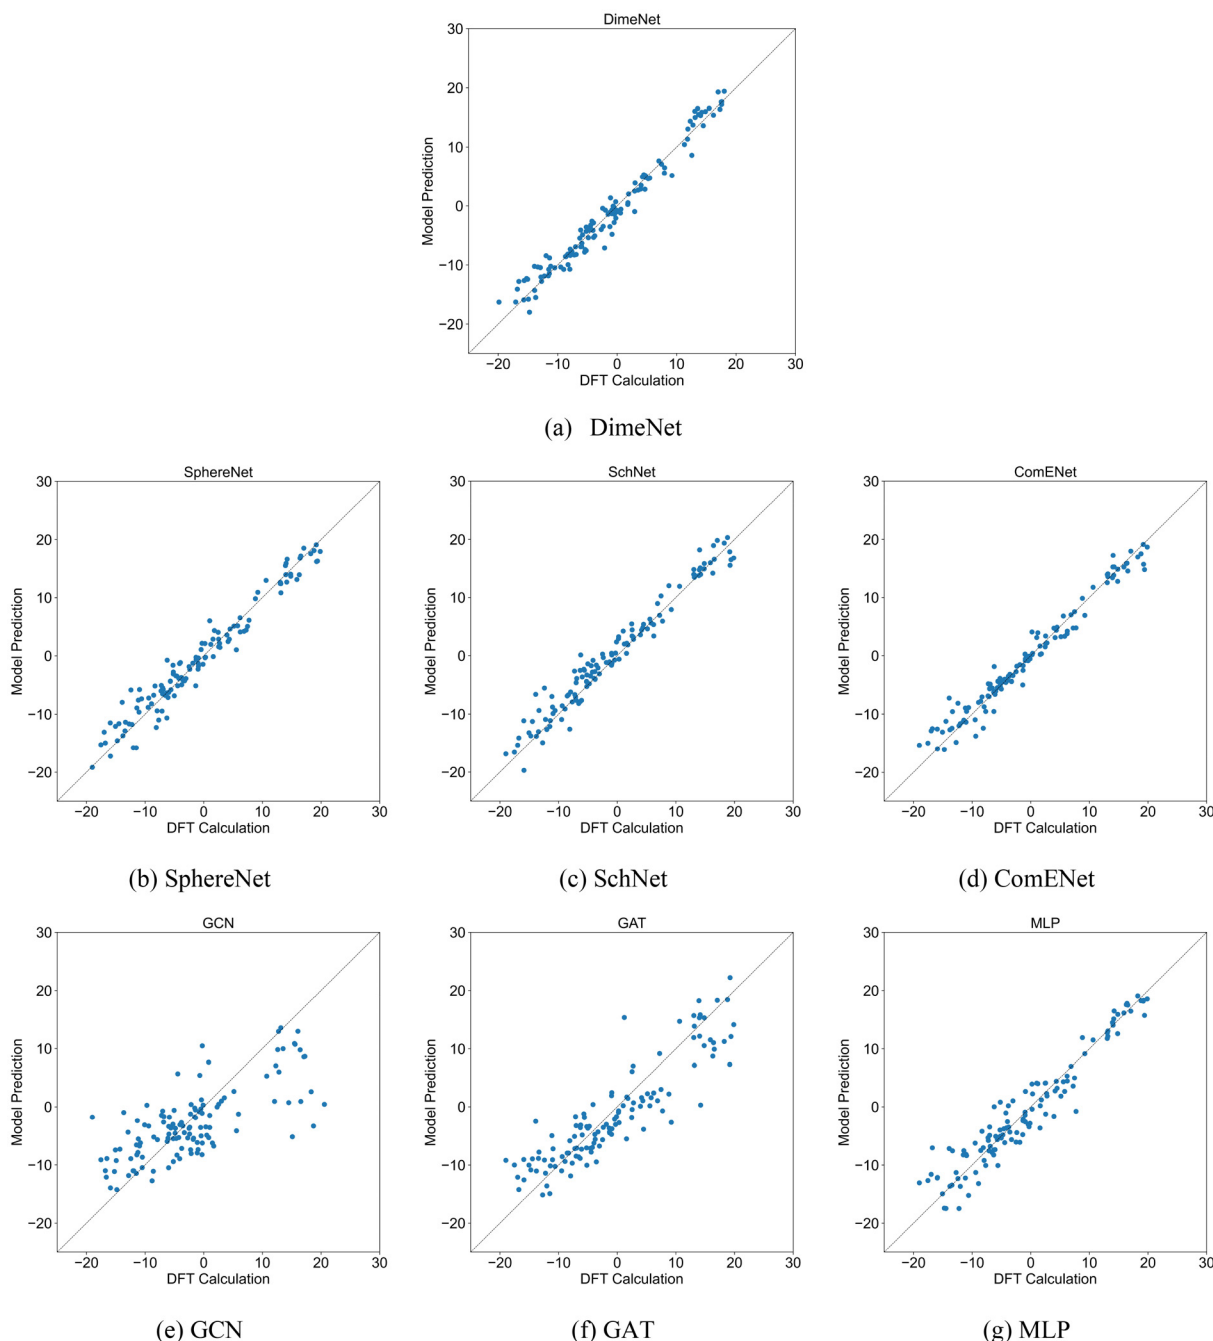 DimeNet
Model Prediction
30
20
10
0
−10
−20
−20 −10 0 10 20 30
DFT Calculation
(a) DimeNet
SphereNet
Model Prediction
30
20
10
0
−10
−20
−20 −10 0 10 20 30
DFT Calculation
(b) SphereNet
SchNet
Model Prediction
30
20
10
0
−10
−20
−20 −10 0 10 20 30
DFT Calculation
(c) SchNet
ComENet
Model Prediction
30
20
10
0
−10
−20
−20 −10 0 10 20 30
DFT Calculation
(d) ComENet
GCN
Model Prediction
30
20
10
0
−10
−20
−20 −10 0 10 20 30
DFT Calculation
(e) GCN
GAT
Model Prediction
30
20
10
0
−10
−20
−20 −10 0 10 20 30
DFT Calculation
(f) GAT
MLP
Model Prediction
30
20
10
0
−10
−20
−20 −10 0 10 20 30
DFT Calculation
(g) MLP